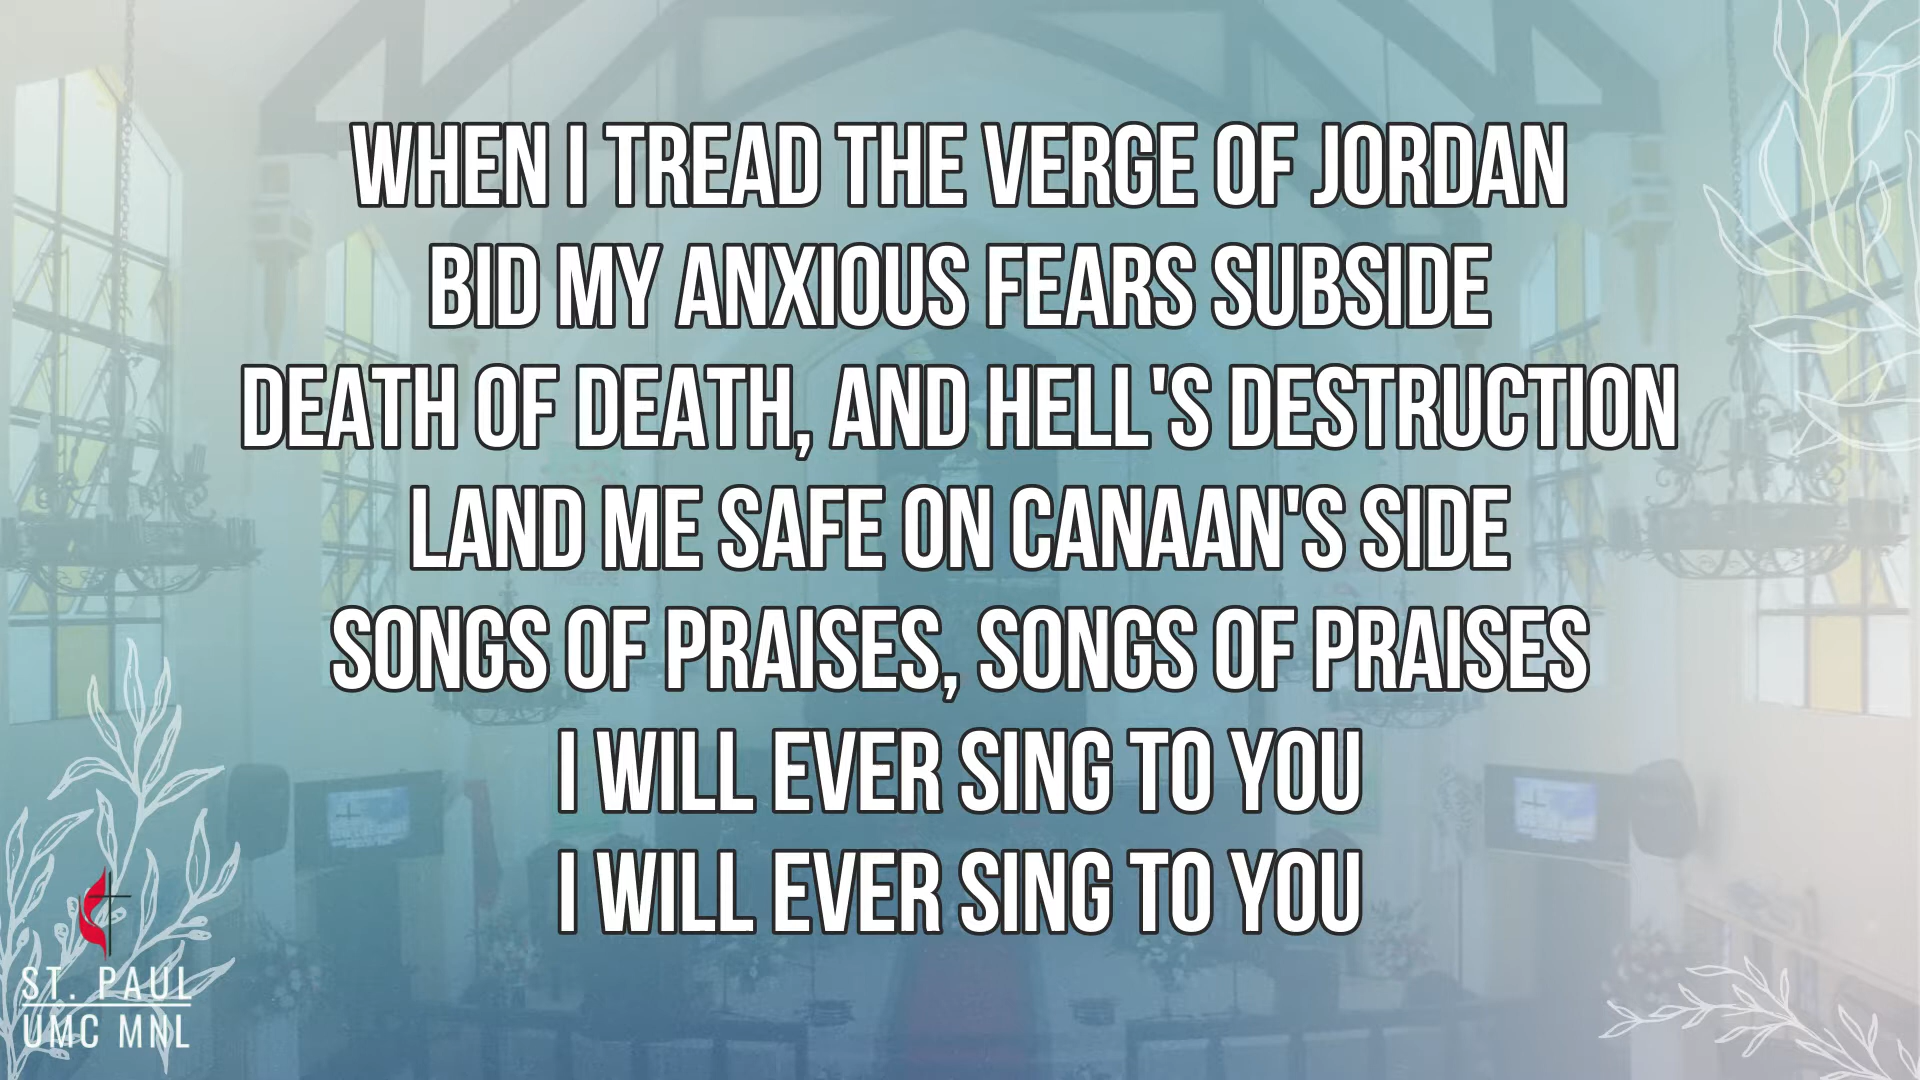 WHEN I TREAD THE VERGE OF JORDAN
BID MY ANXIOUS FEARS SUBSIDE
DEATH OF DEATH, AND HELL'S DESTRUCTION
LAND ME SAFE ON CANAAN'S SIDE
SONGS OF PRAISES, SONGS OF PRAISES
I WILL EVER SING TO YOU
I WILL EVER SING TO YOU
ST. PAUL
UMC MNL